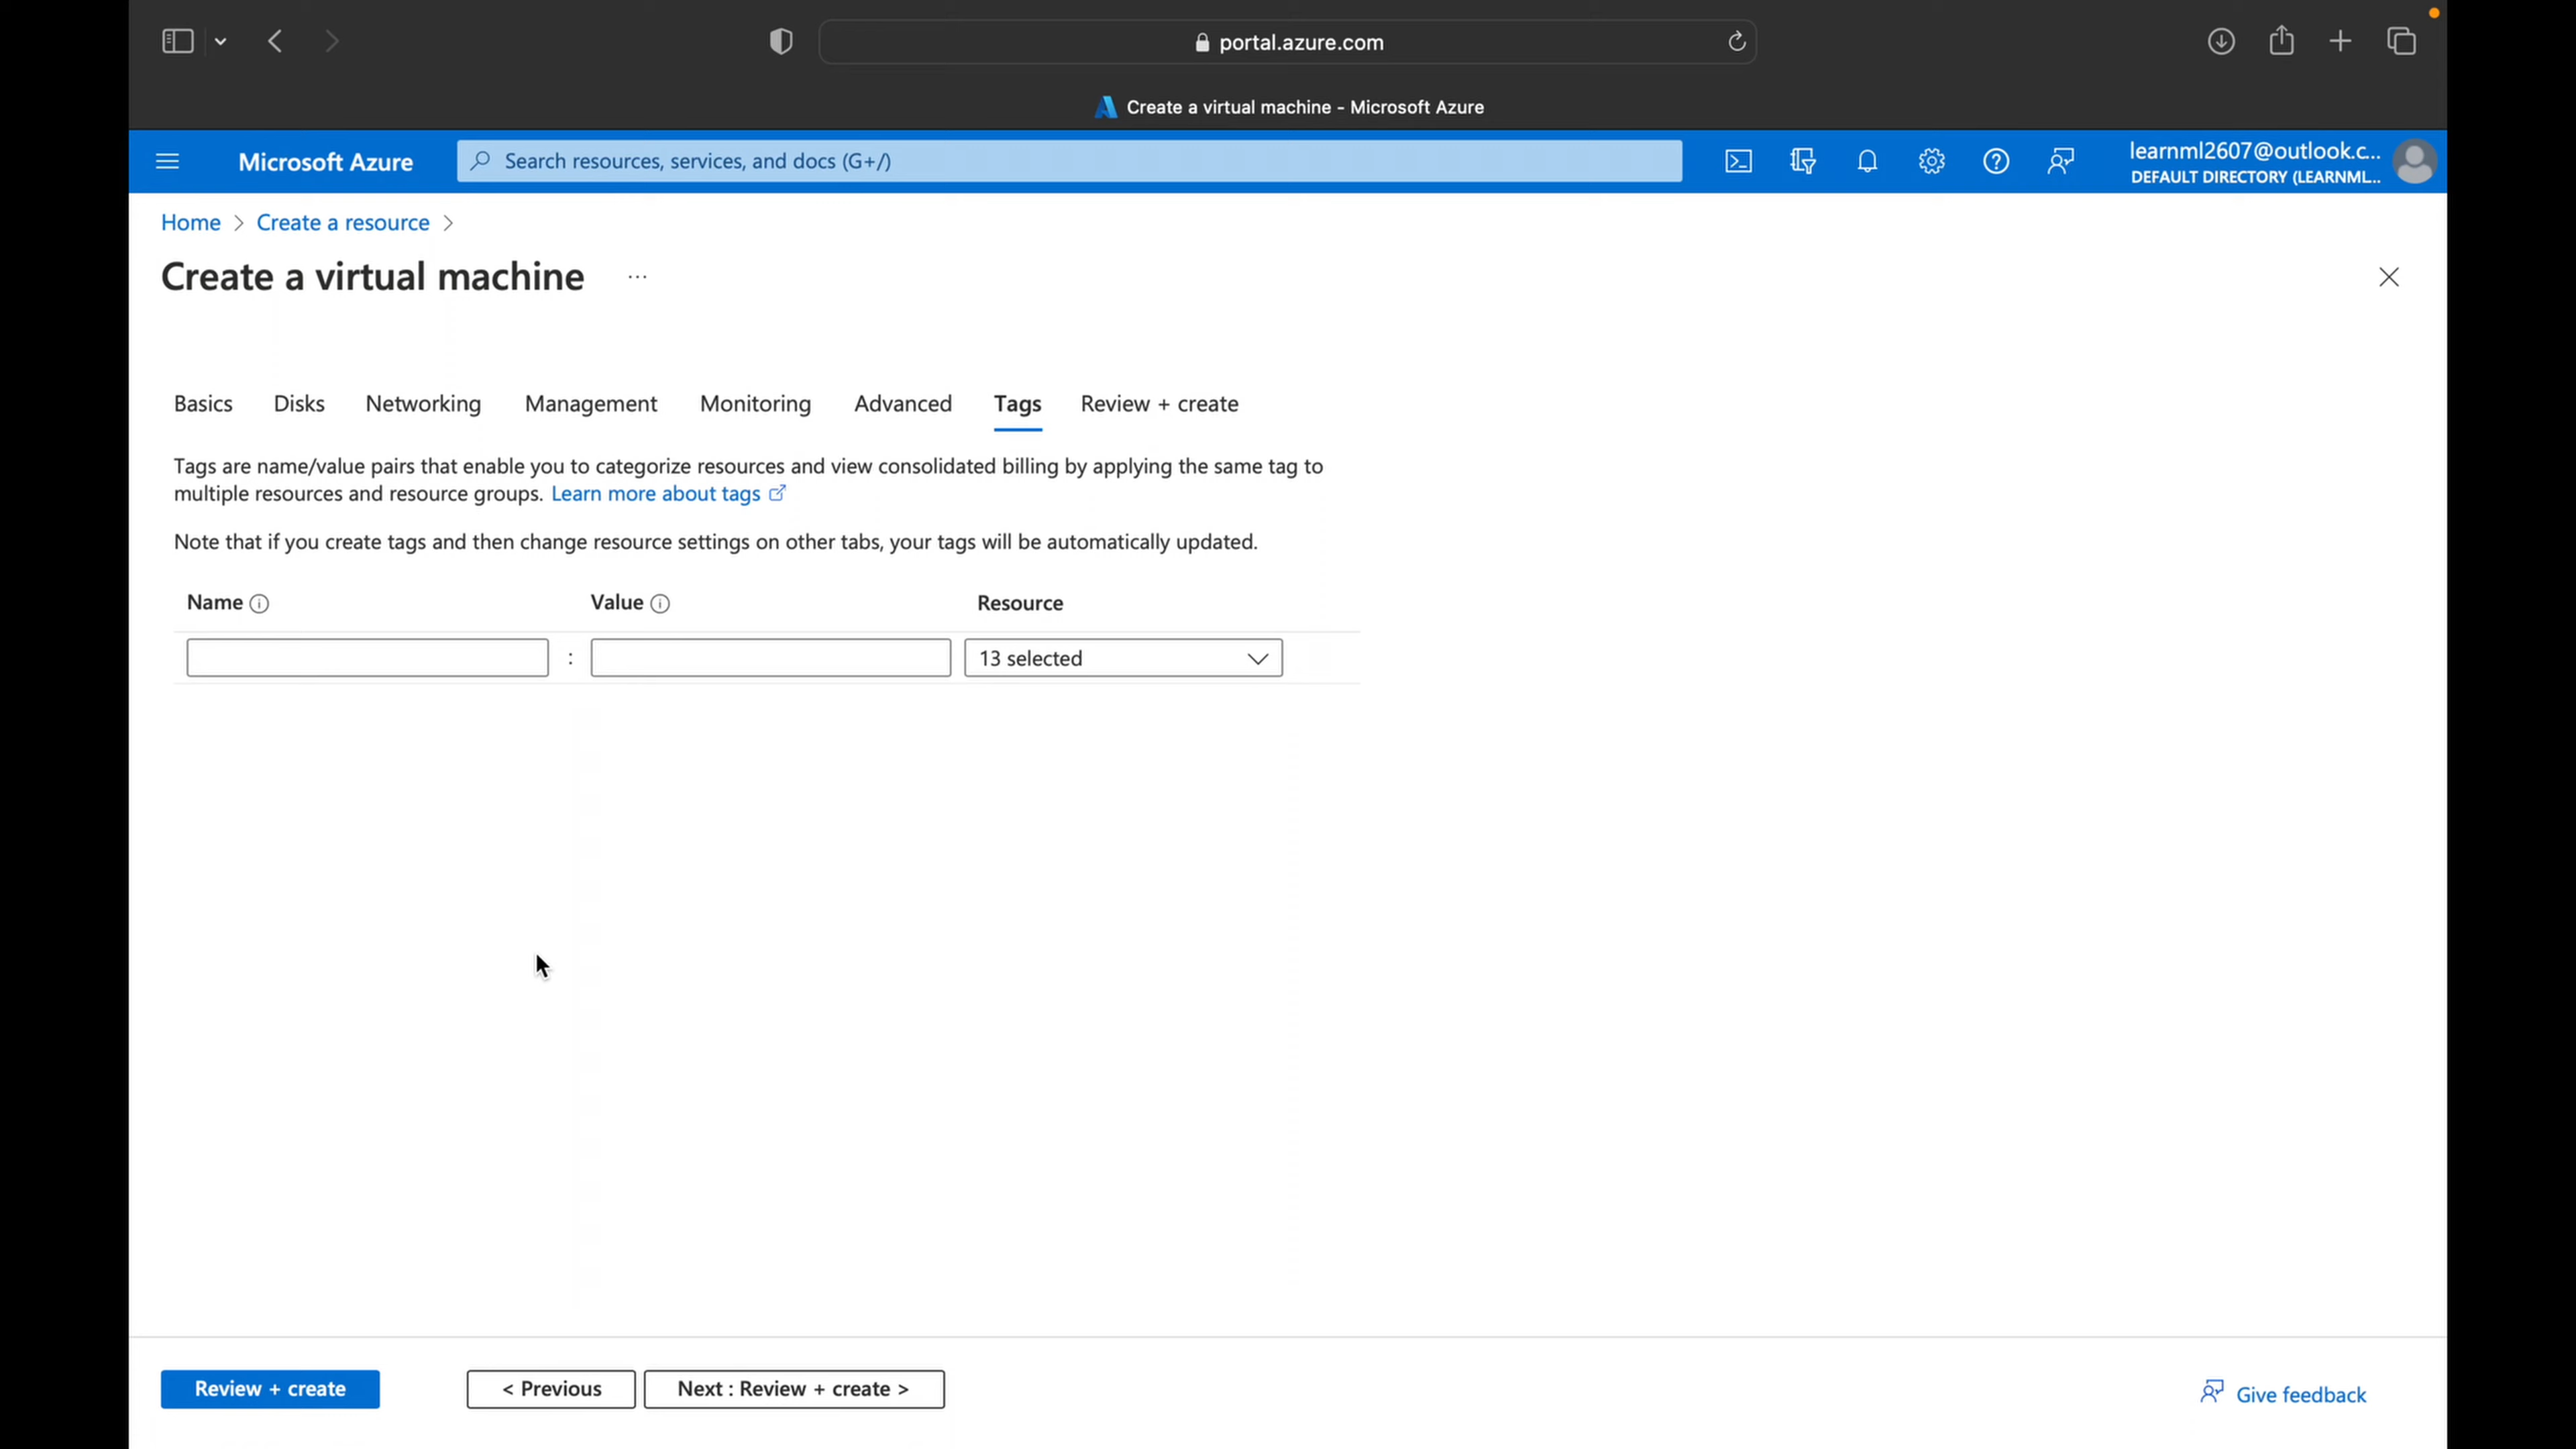 portal.azure.com
Create a virtual machine - Microsoft Azure
Microsoft Azure
Search resources, services, and docs (G+/)
learnml2607@outlook.c...
DEFAULT DIRECTORY (LEARNML...
Home > Create a resource >
Create a virtual machine ...
Basics Disks Networking Management Monitoring Advanced Tags Review + create
Tags are name/value pairs that enable you to categorize resources and view consolidated billing by applying the same tag to
multiple resources and resource groups. Learn more about tags
Note that if you create tags and then change resource settings on other tabs, your tags will be automatically updated.
Name Value Resource
: 13 selected
Review + create < Previous Next : Review + create > Give feedback